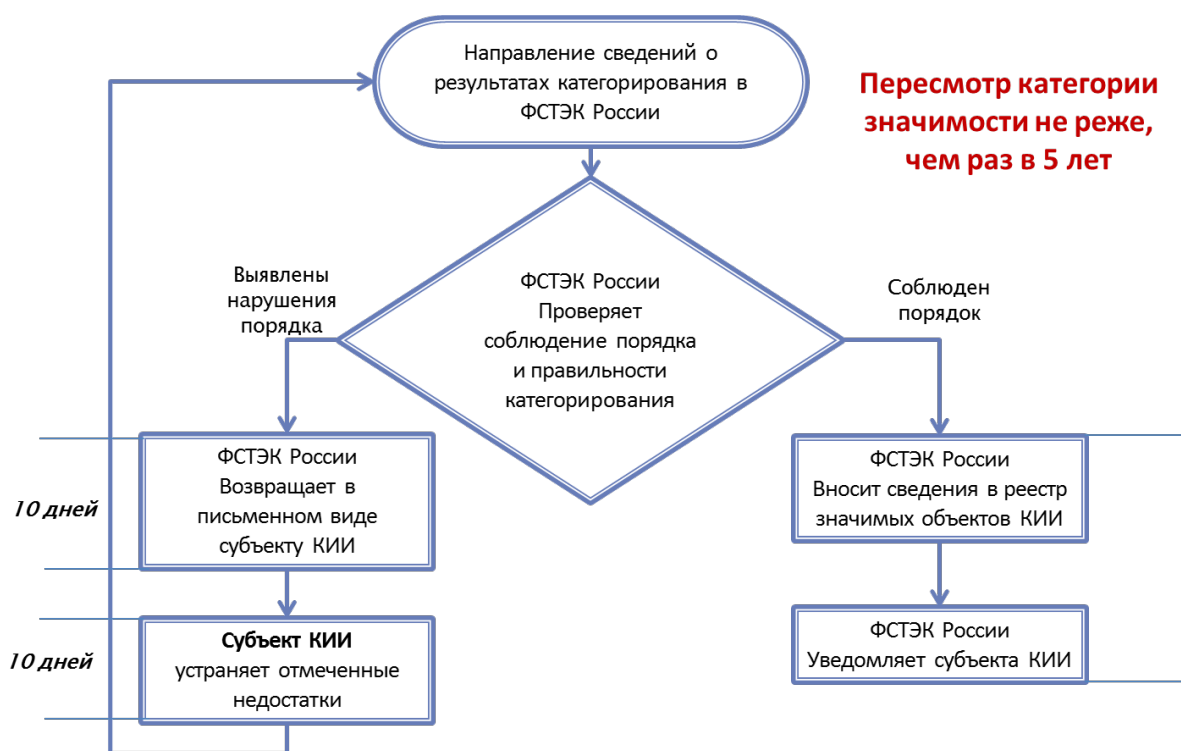 Направление сведений о
результатах категорирования в
ФСТЭК России
Пересмотр категории
значимости не реже,
чем раз в 5 лет
Выявлены
нарушения
порядка
ФСТЭК России
Проверяет
соблюдение порядка
и правильности
категорирования
Соблюден
порядок
10 дней
ФСТЭК России
Возвращает в
письменном виде
субъекту КИИ
ФСТЭК России
Вносит сведения в реестр
значимых объектов КИИ
10 дней
Субъект КИИ
устраняет отмеченные
недостатки
ФСТЭК России
Уведомляет субъекта КИИ